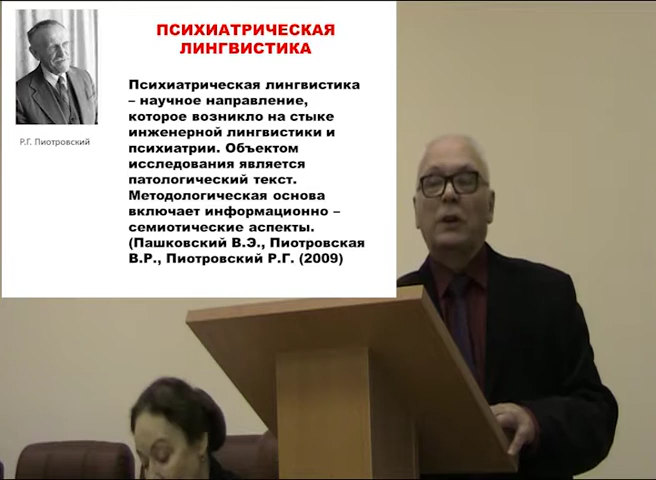 ПСИХИАТРИЧЕСКАЯ
ЛИНГВИСТИКА
Р.Г. Пиотровский
Психиатрическая лингвистика
– научное направление,
которое возникло на стыке
инженерной лингвистики и
психиатрии. Объектом
исследования является
патологический текст.
Методологическая основа
включает информационно –
семиотические аспекты.
(Пашковский В.Э., Пиотровская
В.Р., Пиотровский Р.Г. (2009)